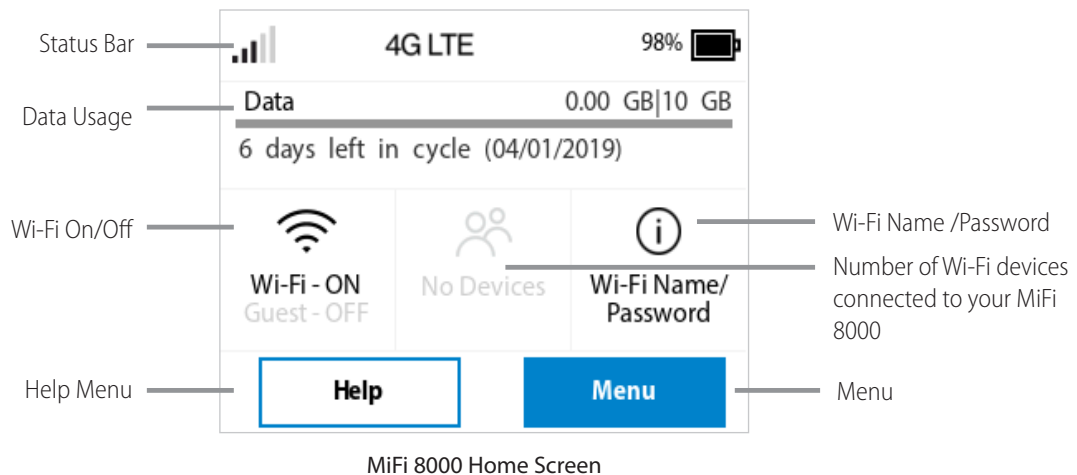 Status Bar
4G LTE
98%
Data Usage
Data
0.00 GB|10 GB
6 days left in cycle (04/01/2019)
Wi-Fi On/Off
Wi-Fi - ON
Guest - OFF
No Devices
Wi-Fi Name/
Password
Wi-Fi Name /Password
Number of Wi-Fi devices
connected to your MiFi
8000
Help Menu
Help
Menu
Menu
MiFi 8000 Home Screen